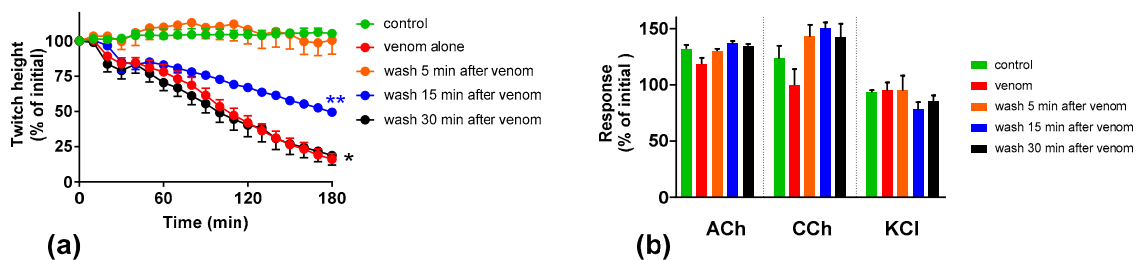 Twitch height
(% of initial)
100
75
50
25
0
0
60
120
180
Time (min)
**
*
control
venom alone
wash 5 min after venom
wash 15 min after venom
wash 30 min after venom
(a)
Response
(% of initial )
150
100
50
0
ACh
CCh
KCl
control
venom
wash 5 min after venom
wash 15 min after venom
wash 30 min after venom
(b)